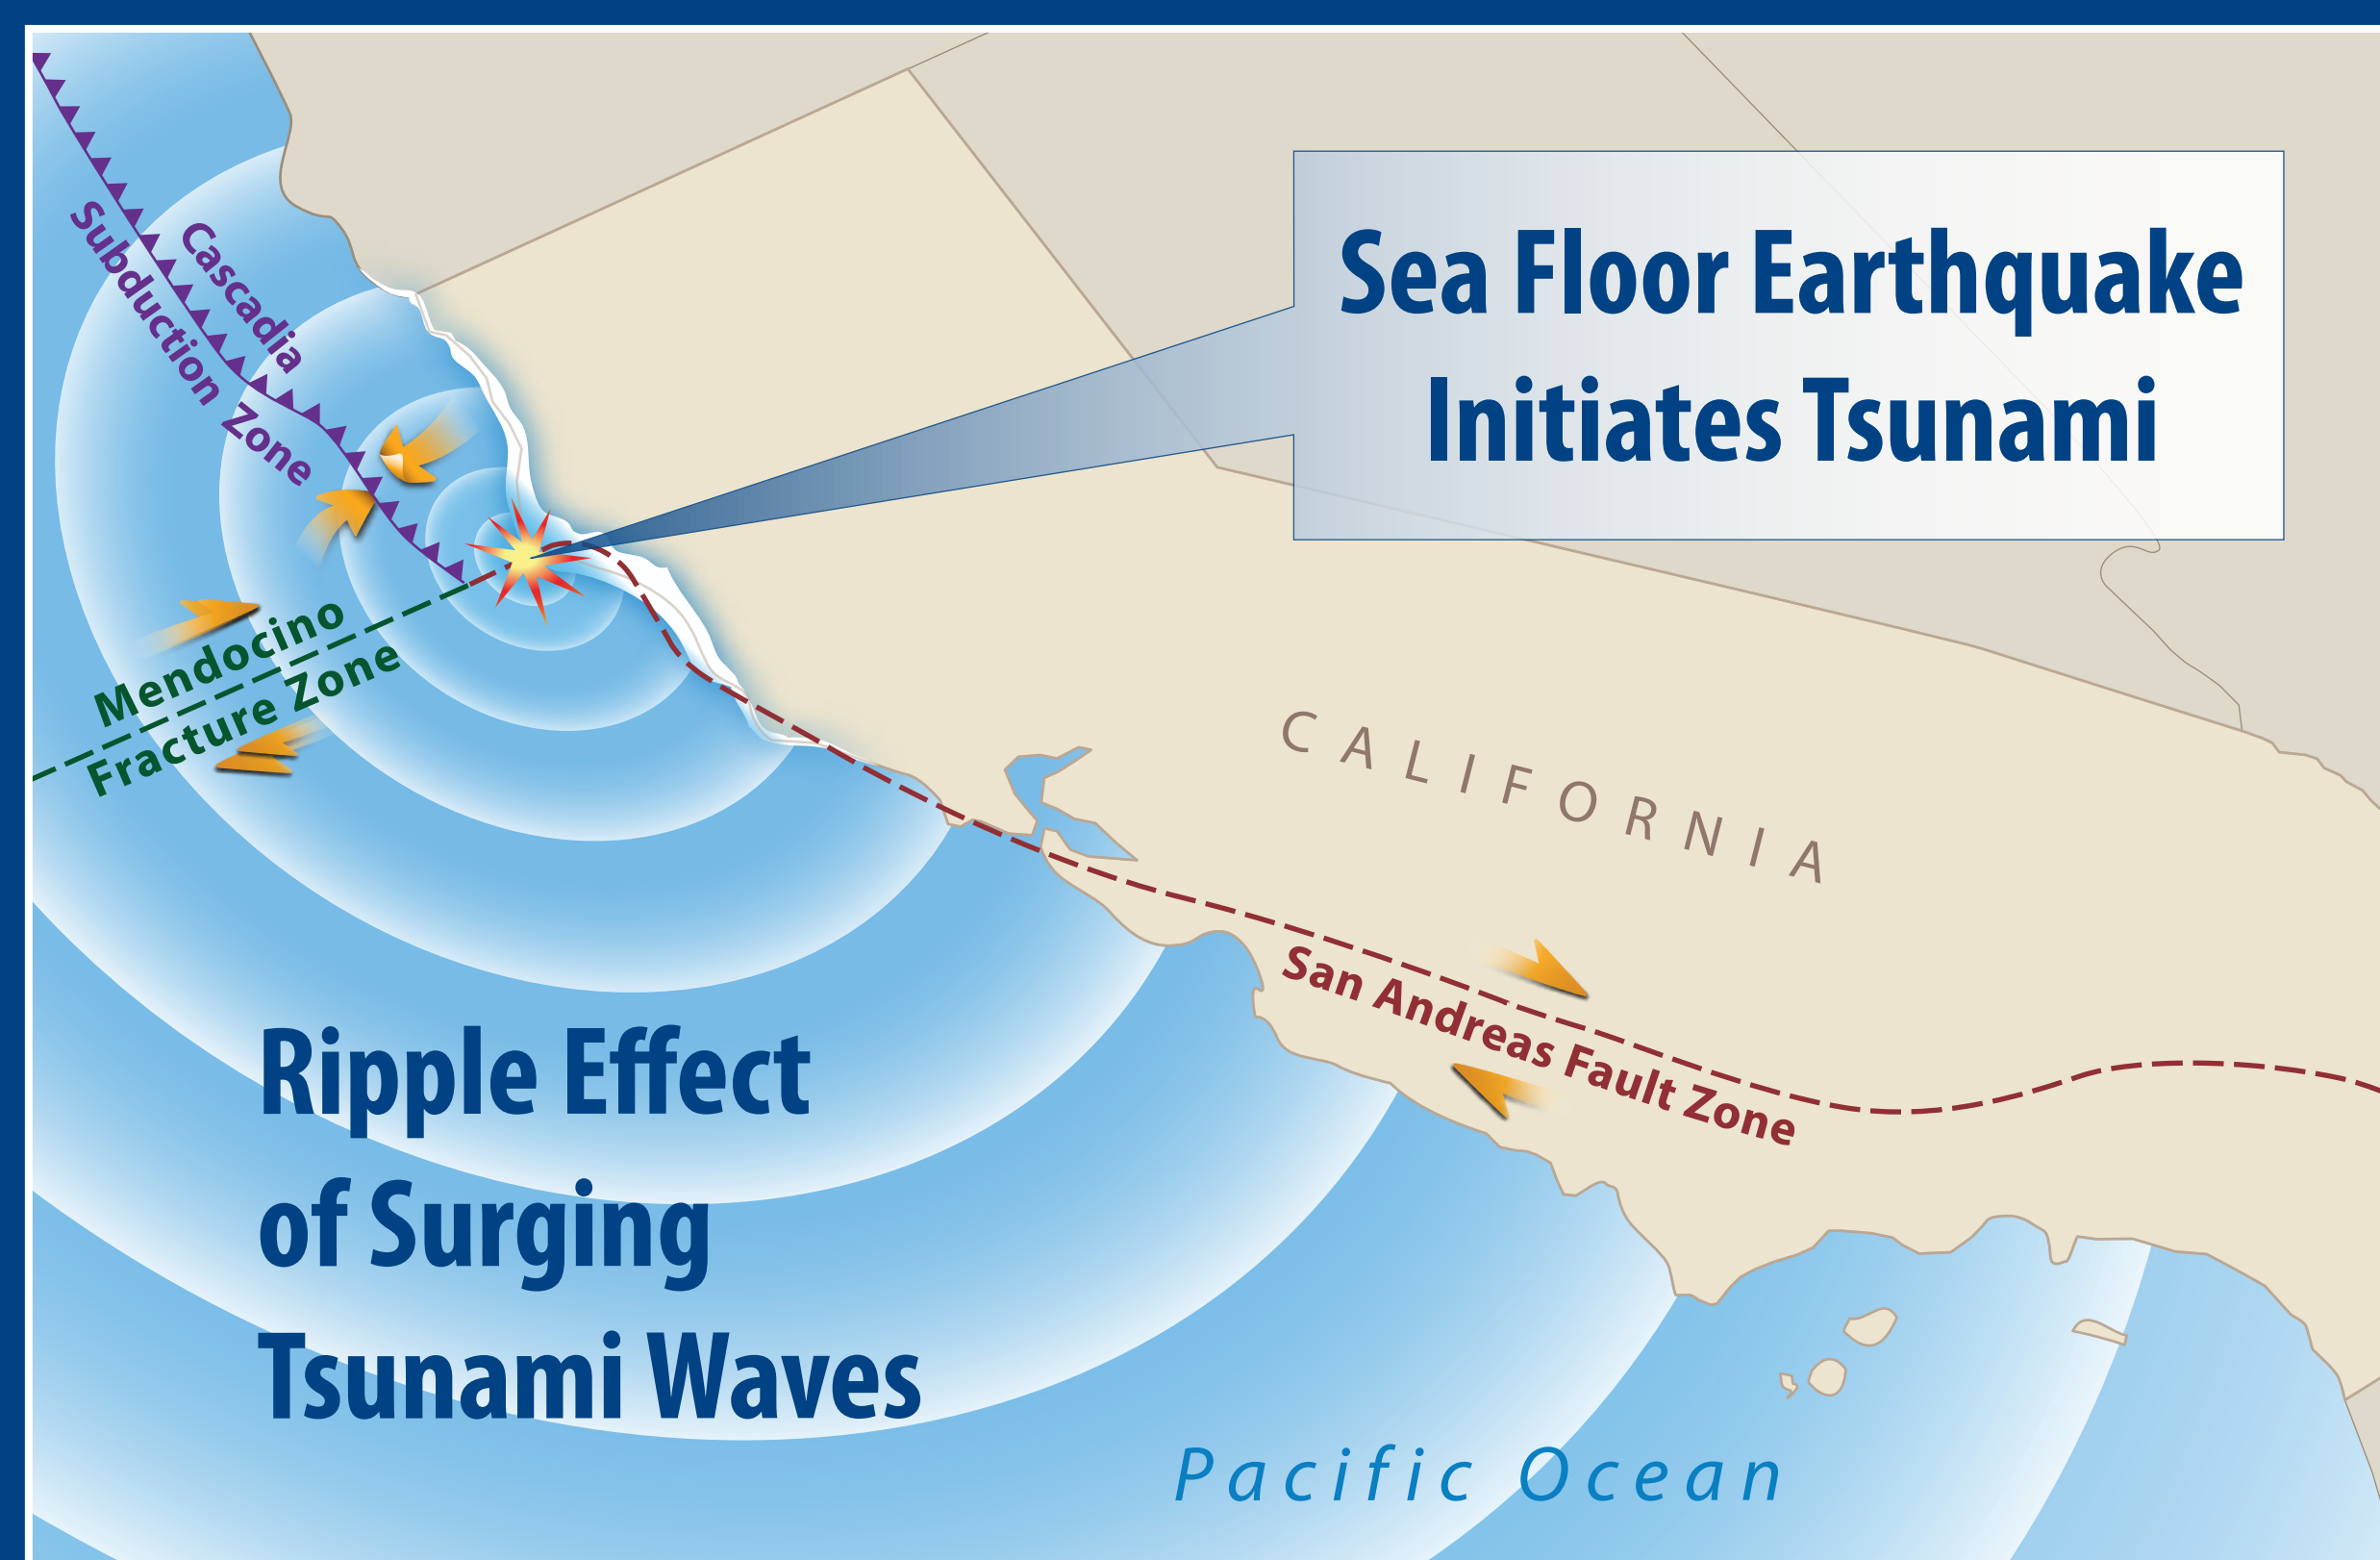 Sea Floor Earthquake
Initiates Tsunami
Cascadia
Subduction Zone
Mendocino
Fracture Zone
CALIFORNIA
San Andreas Fault Zone
Ripple Effect
of Surging
Tsunami Waves
Pacific Ocean